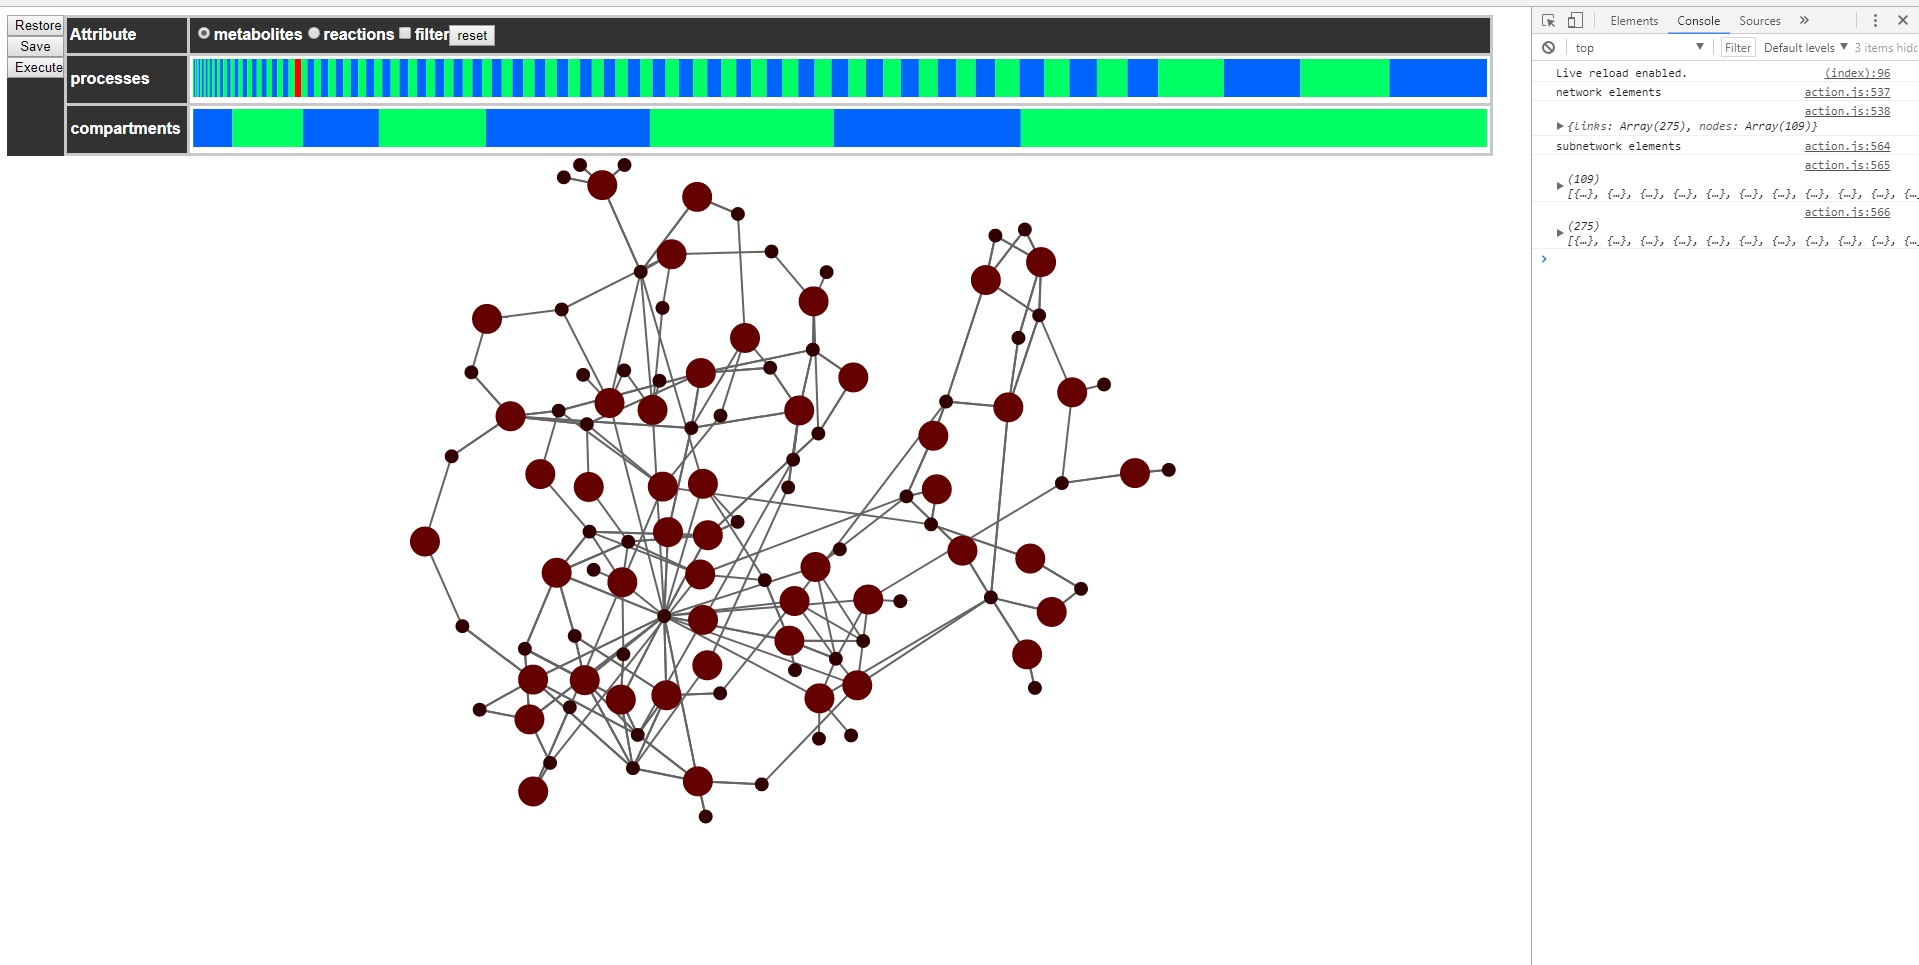 Restore
Save
Execute
Attribute
metabolites reactions filter reset
processes
compartments
Elements Console Sources »
top Filter Default levels 3 items hidd
Live reload enabled. (index):96
network elements action.js:537
action.js:538
{links: Array(275), nodes: Array(109)}
subnetwork elements action.js:564
action.js:565
(109)
[{…}, {…}, {…}, {…}, {…}, {…}, {…}, {…}, {…}, {…}, {…
action.js:566
(275)
[{…}, {…}, {…}, {…}, {…}, {…}, {…}, {…}, {…}, {…}, {…